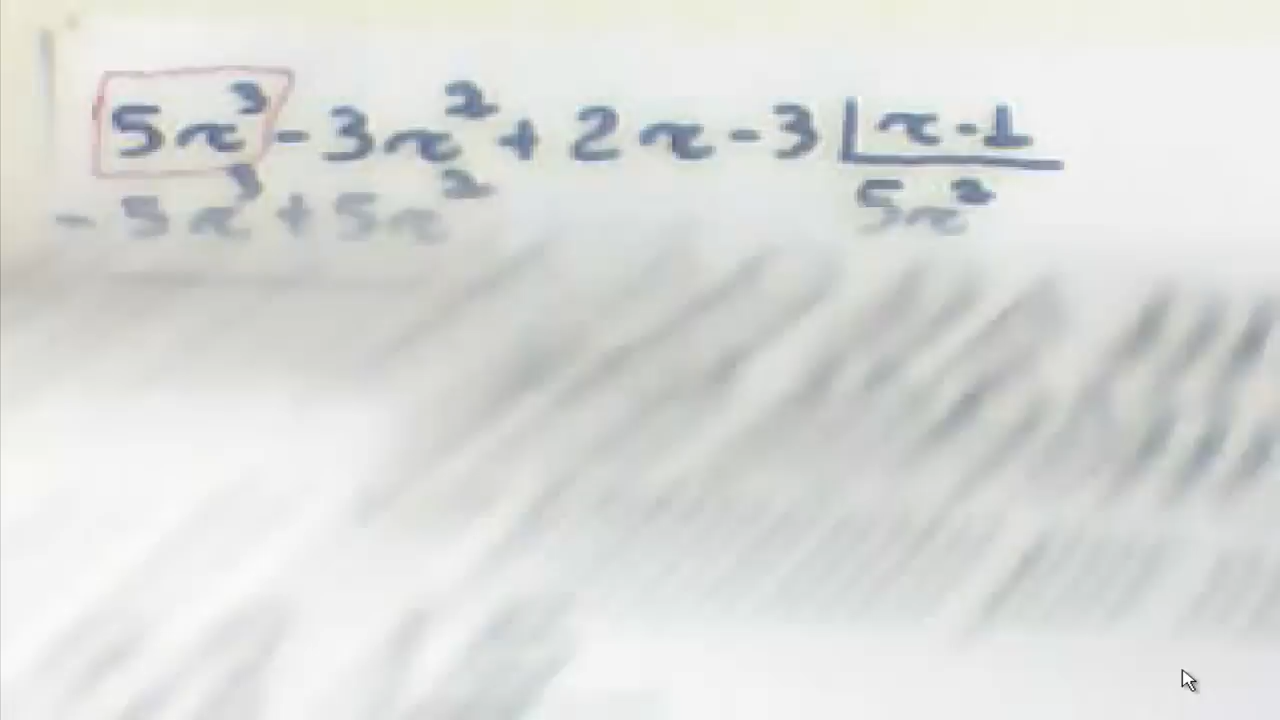 5x³ - 3x² + 2x - 3 | x - 1
- 5x³ + 5x² 5x²